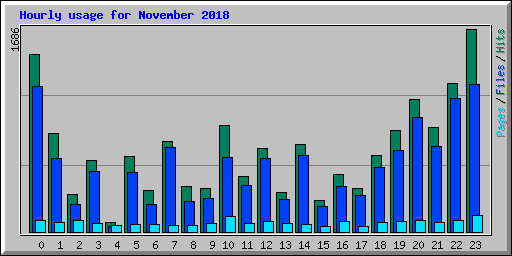 Hourly usage for November 2018
1686
Pages/Files/Hits
0 1 2 3 4 5 6 7 8 9 10 11 12 13 14 15 16 17 18 19 20 21 22 23